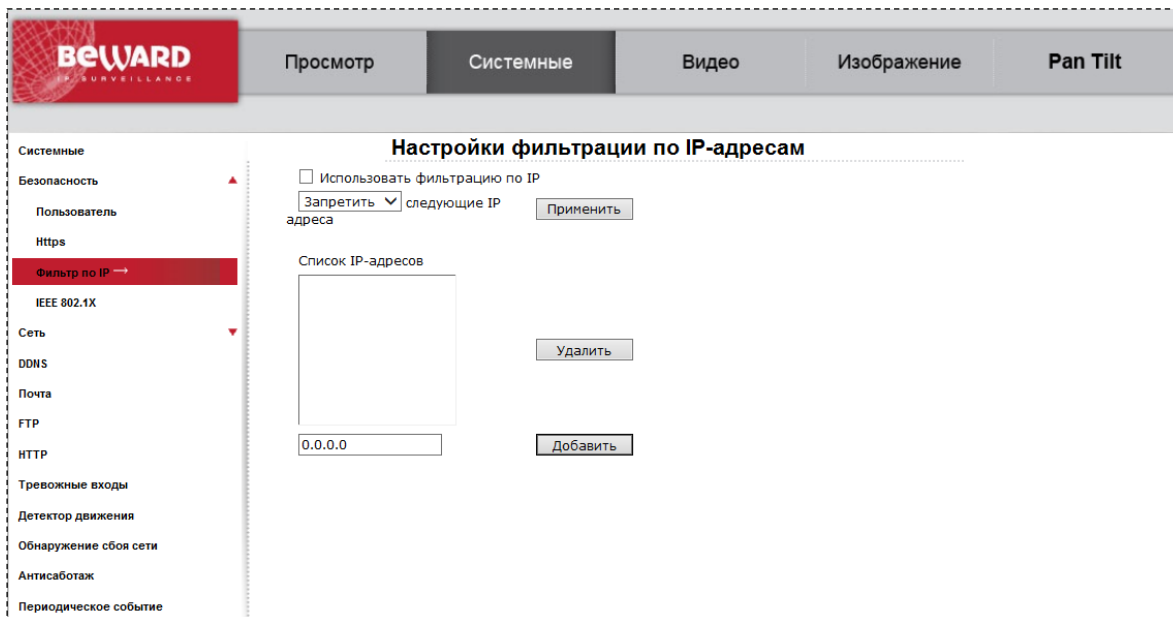 BEWARD
IP SURVEILLANCE
Просмотр
Системные
Видео
Изображение
Pan Tilt
Системные
Безопасность
Пользователь
Https
Фильтр по IP →
IEEE 802.1X
Сеть
DDNS
Почта
FTP
HTTP
Тревожные входы
Детектор движения
Обнаружение сбоя сети
Антисаботаж
Периодическое событие
Настройки фильтрации по IP-адресам
Использовать фильтрацию по IP
Запретить следующие IP
адреса
Применить
Список IP-адресов
Удалить
0.0.0.0
Добавить